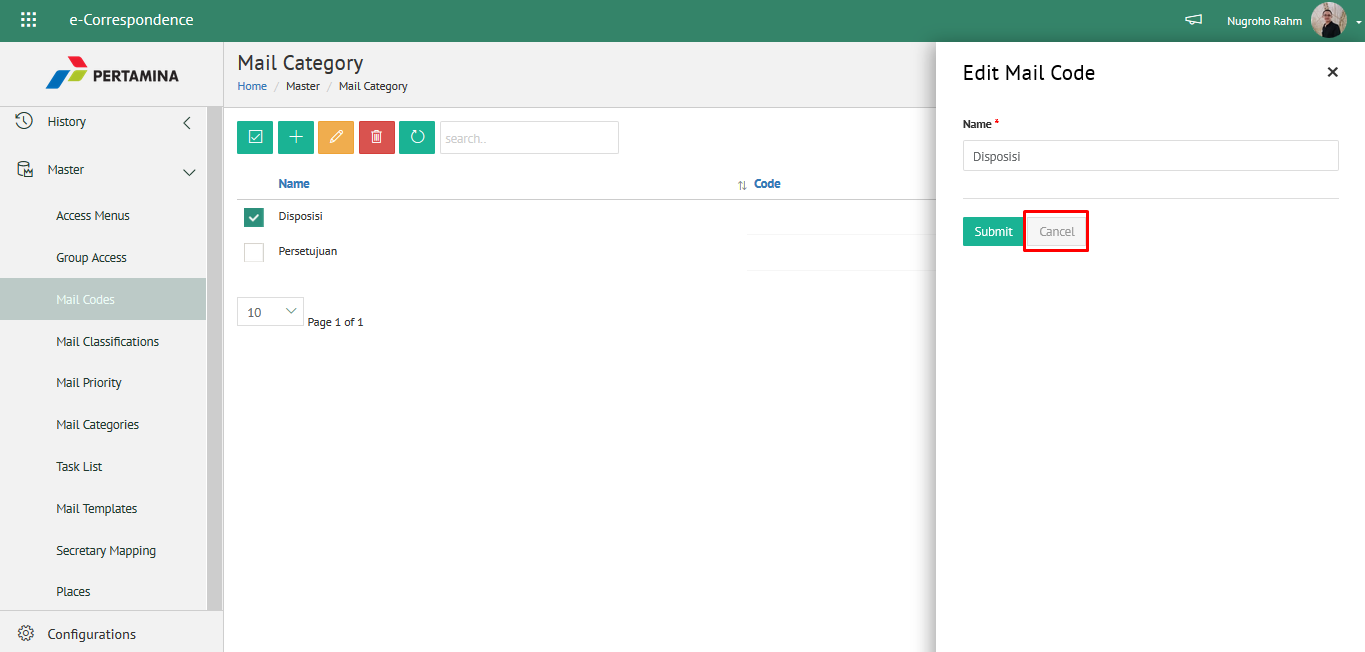 e-Correspondence
Nugroho Rahm
PERTAMINA
History
Master
Access Menus
Group Access
Mail Codes
Mail Classifications
Mail Priority
Mail Categories
Task List
Mail Templates
Secretary Mapping
Places
Configurations
Mail Category
Home / Master / Mail Category
search..
Name Code
Disposisi
Persetujuan
10 Page 1 of 1
Edit Mail Code ×
Name *
Disposisi
Submit Cancel